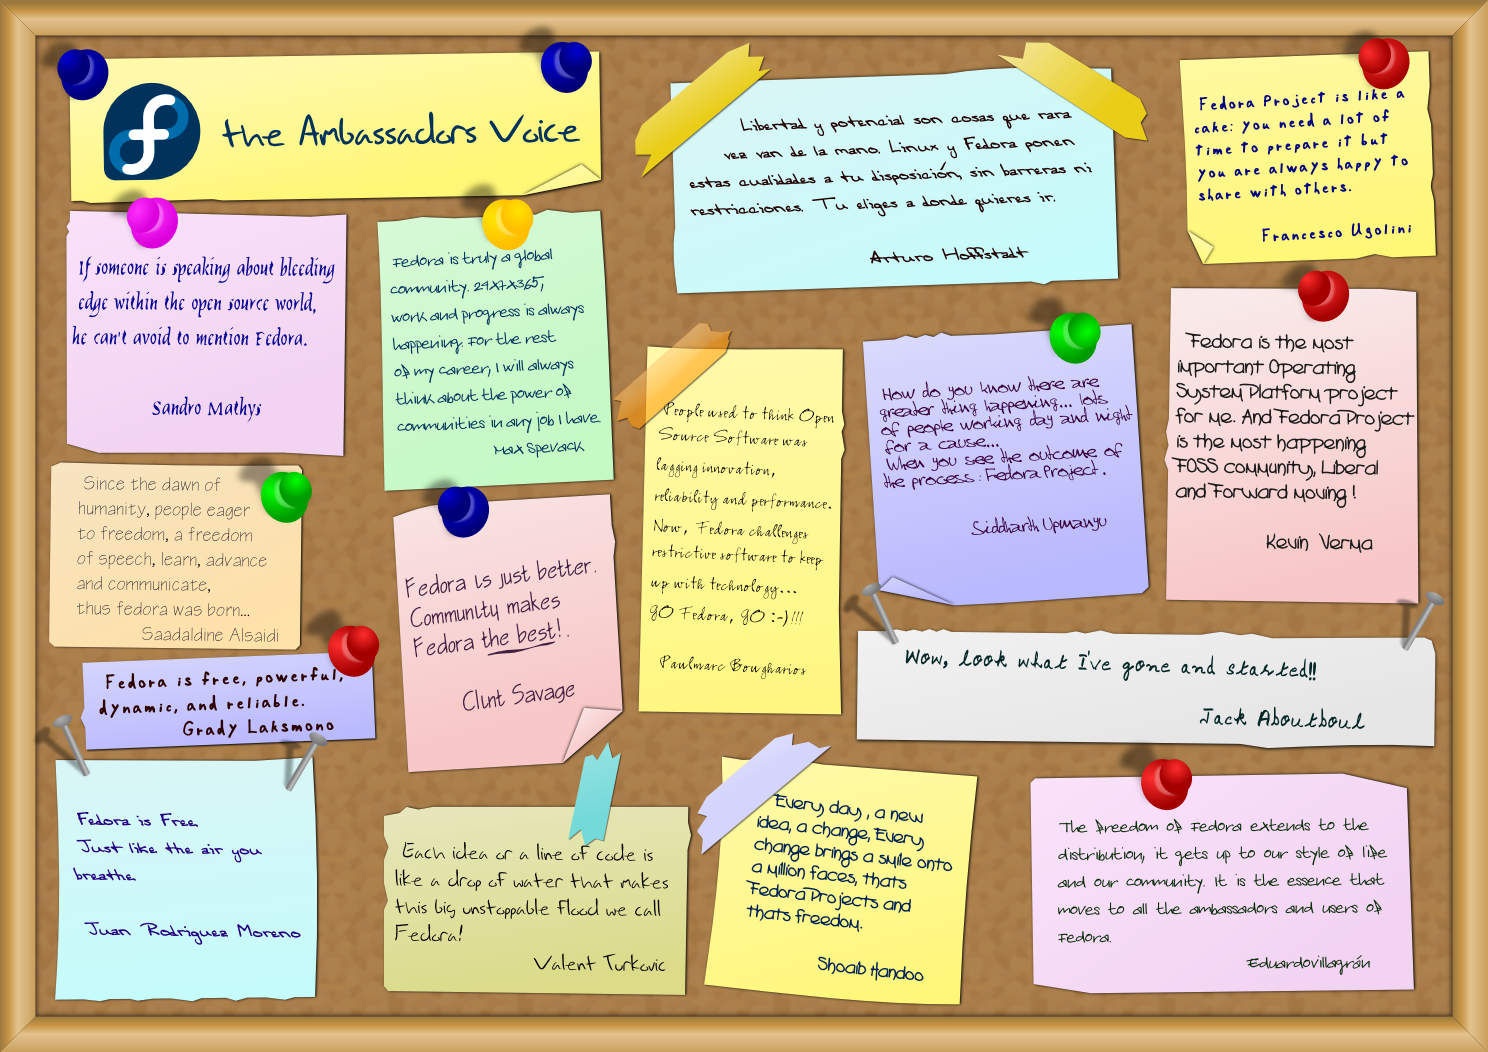 the Ambassadors Voice
Libertad y potencial son cosas que rara
vez van de la mano. Linux y Fedora ponen
estas cualidades a tu disposición, sin barreras ni
restricciones. Tu eliges a donde quieres ir.
Arturo Hoffstadt
Fedora Project is like a
cake: you need a lot of
time to prepare it but
you are always happy to
share with others.
Francesco Ugolini
If someone is speaking about bleeding
edge within the open source world,
he can't avoid to mention Fedora.
Sandro Mathys
Fedora is truly a global
community. 24x7x365,
work and progress is always
happening. For the rest
of my career, I will always
think about the power of
communities in any job I have.
Max Spevack
People used to think Open
Source Software was
lagging innovation,
reliability and performance.
Now, Fedora challenges
restrictive software to keep
up with technology...
gO Fedora, gO :-)!!!
Paulmarc Bougharios
How do you know there are
greater thing happening... lots
of people working day and night
for a cause...
When you see the outcome of
the process : Fedora Project.
Siddharth Upmanyu
Fedora is the most
important Operating
System Platform project
for me. And Fedora Project
is the most happening
FOSS community, Liberal
and Forward moving !
Kevin Verma
Since the dawn of
humanity, people eager
to freedom, a freedom
of speech, learn, advance
and communicate,
thus fedora was born...
Saadaldine Alsaidi
Fedora is just better.
Community makes
Fedora the best!.
Clint Savage
Fedora is free, powerful,
dynamic, and reliable.
Grady Laksmono
Wow, look what I've gone and started!!
Jack Aboutboul
Fedora is Free.
Just like the air you
breathe.
Juan Rodriguez Moreno
Each idea or a line of code is
like a drop of water that makes
this big unstoppable flood we call
Fedora!
Valent Turkovic
Every day , a new
idea, a change, Every
change brings a smile onto
a million faces, thats
Fedora Projects and
thats freedom.
Shoaib Handoo
The freedom of Fedora extends to the
distribution, it gets up to our style of life
and our community. It is the essence that
moves to all the ambassadors and users of
Fedora.
Eduardo Villagrán